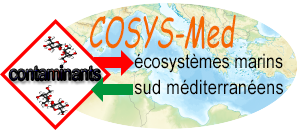 COSYS-Med
contaminants
écosystèmes marins
sud méditerranéens